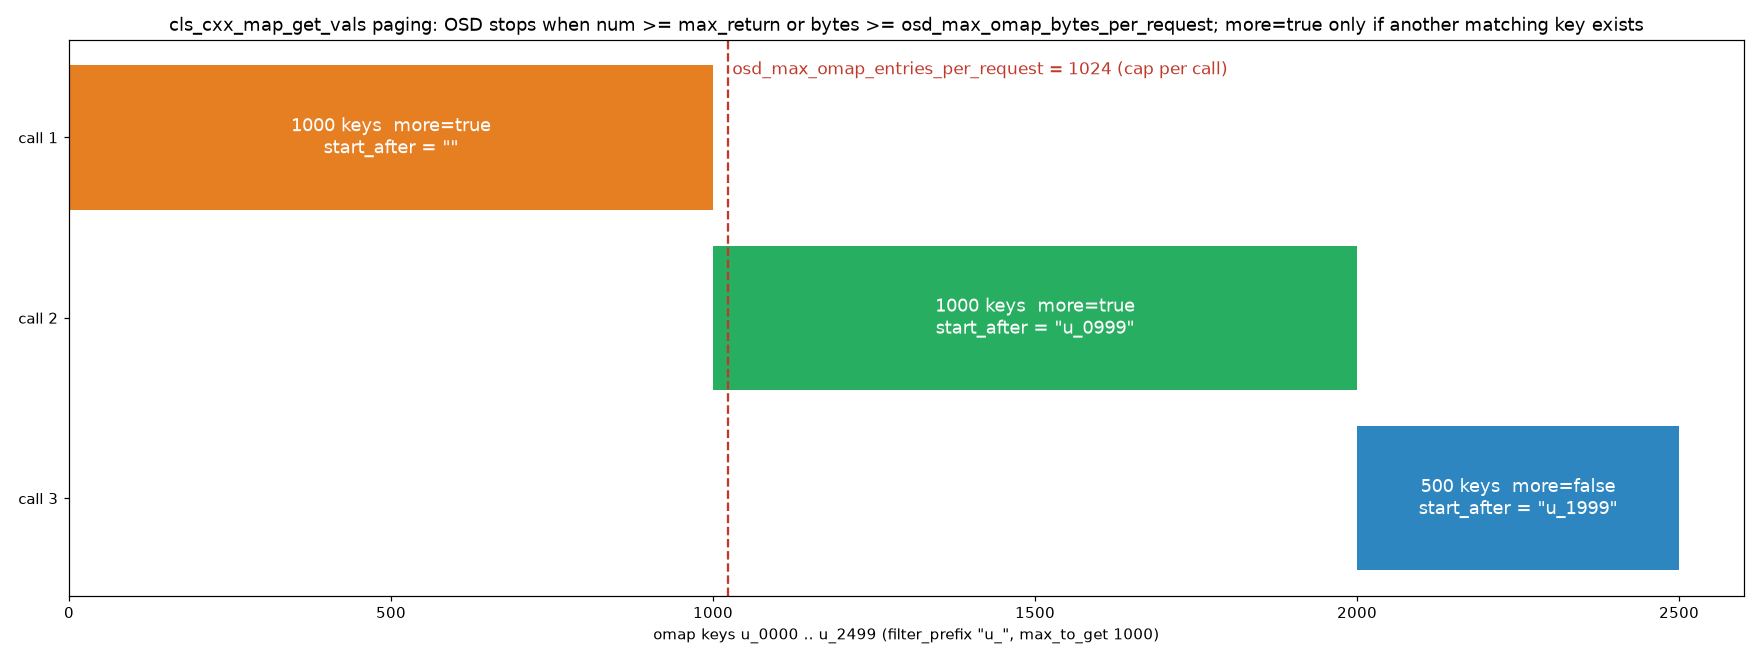 cls_cxx_map_get_vals paging: OSD stops when num >= max_return or bytes >= osd_max_omap_bytes_per_request; more=true only if another matching key exists
osd_max_omap_entries_per_request = 1024 (cap per call)
call 1
1000 keys  more=true
start_after = ""
call 2
1000 keys  more=true
start_after = "u_0999"
call 3
500 keys  more=false
start_after = "u_1999"
0
500
1000
1500
2000
2500
omap keys u_0000 .. u_2499 (filter_prefix "u_", max_to_get 1000)